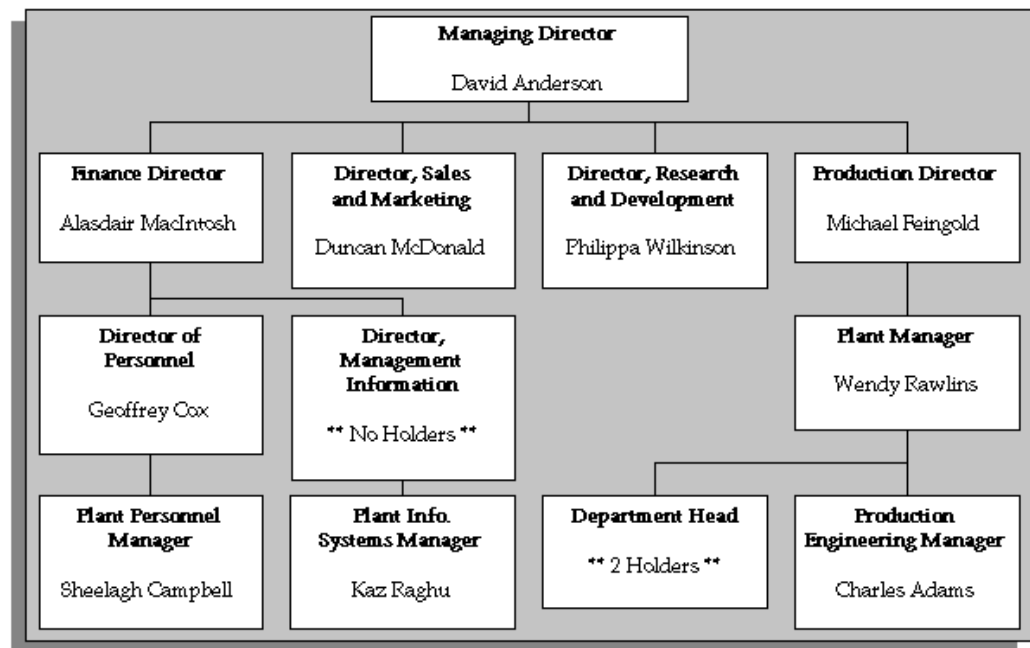 Managing Director
David Anderson
Finance Director
Alasdair MacIntosh
Director, Sales
and Marketing
Duncan McDonald
Director, Research
and Development
Philippa Wilkinson
Production Director
Michael Feingold
Director of
Personnel
Geoffrey Cox
Director,
Management
Information
** No Holders **
Plant Manager
Wendy Rawlins
Plant Personnel
Manager
Sheelagh Campbell
Plant Info.
Systems Manager
Kaz Raghu
Department Head
** 2 Holders **
Production
Engineering Manager
Charles Adams